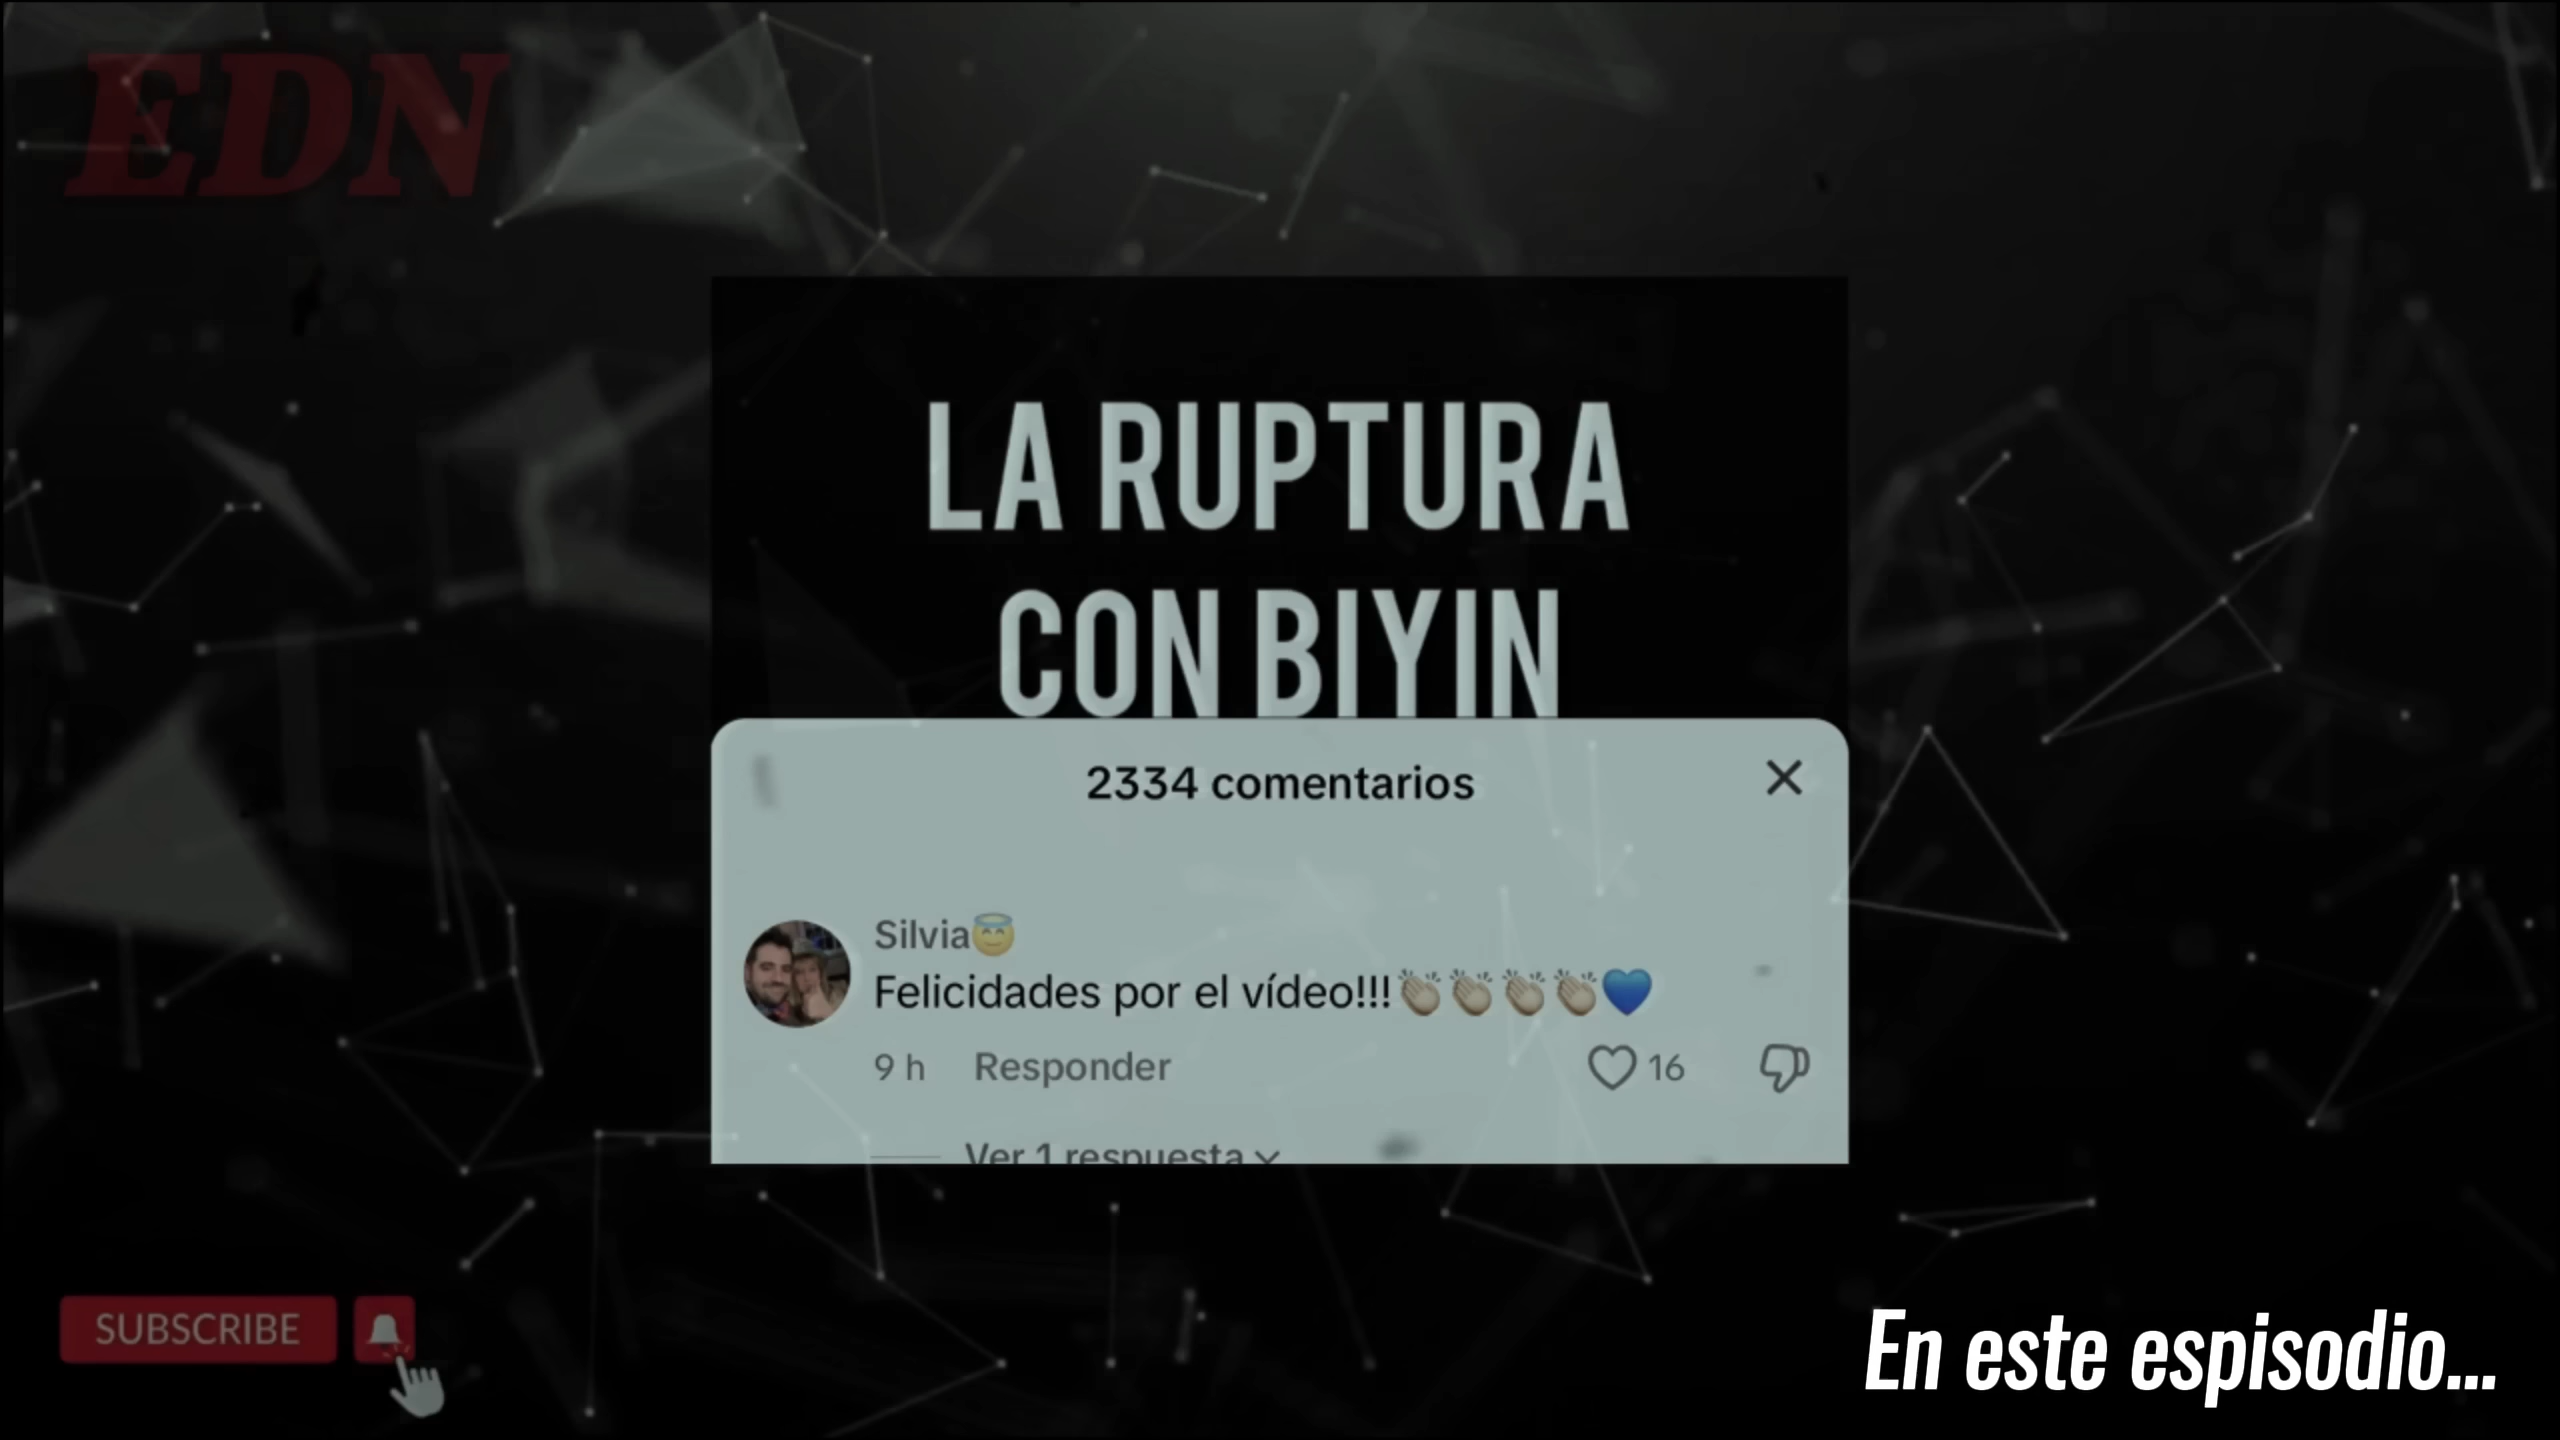 EDN
LA RUPTURA
CON BIYIN
2334 comentarios
Silvia😇
Felicidades por el vídeo!!!👏🏼👏🏼👏🏼👏🏼💙
9 h Responder 16
Ver 1 respuesta
SUBSCRIBE
En este espisodio...